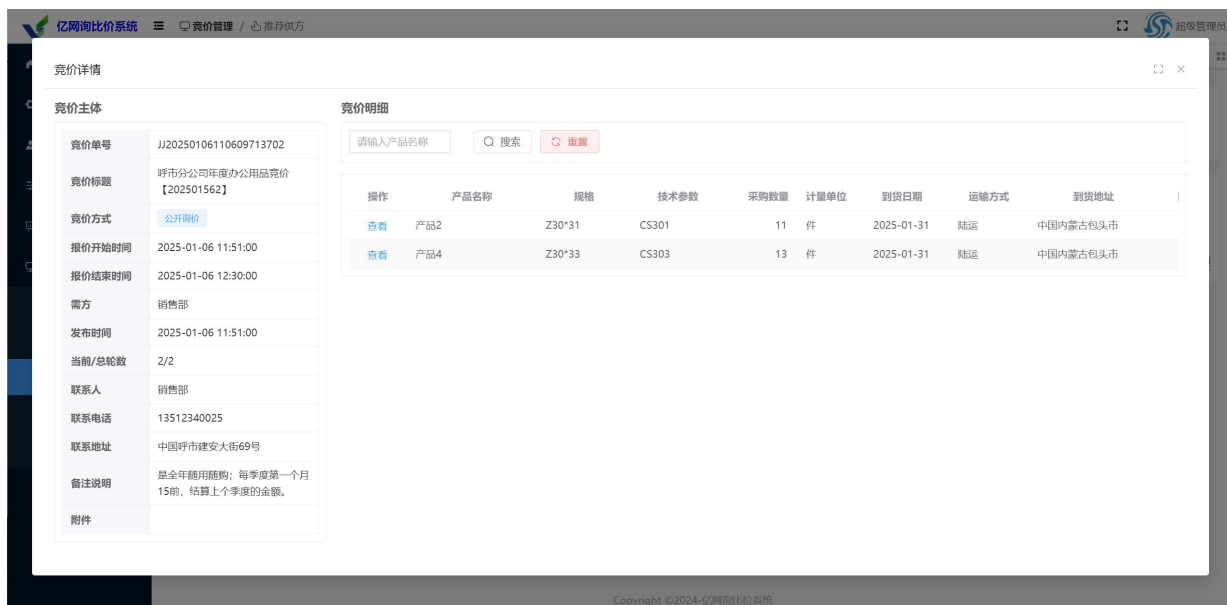 亿网询比价系统 竞价管理 / 推荐供方 超级管理员
竞价详情
竞价主体
竞价单号 JJ20250106110609713702
竞价标题 呼市分公司年度办公用品竞价
【202501562】
竞价方式 公开询价
报价开始时间 2025-01-06 11:51:00
报价结束时间 2025-01-06 12:30:00
需方 销售部
发布时间 2025-01-06 11:51:00
当前/总轮数 2/2
联系人 销售部
联系电话 13512340025
联系地址 中国呼市建安大街69号
备注说明 是全年随用随购；每季度第一个月
15前，结算上个季度的金额。
附件
竞价明细
请输入产品名称 搜索 重置
操作 产品名称 规格 技术参数 采购数量 计量单位 到货日期 运输方式 到货地址
查看 产品2 Z30*31 CS301 11 件 2025-01-31 陆运 中国内蒙古包头市
查看 产品4 Z30*33 CS303 13 件 2025-01-31 陆运 中国内蒙古包头市
Copyright ©2024-亿网询比价系统